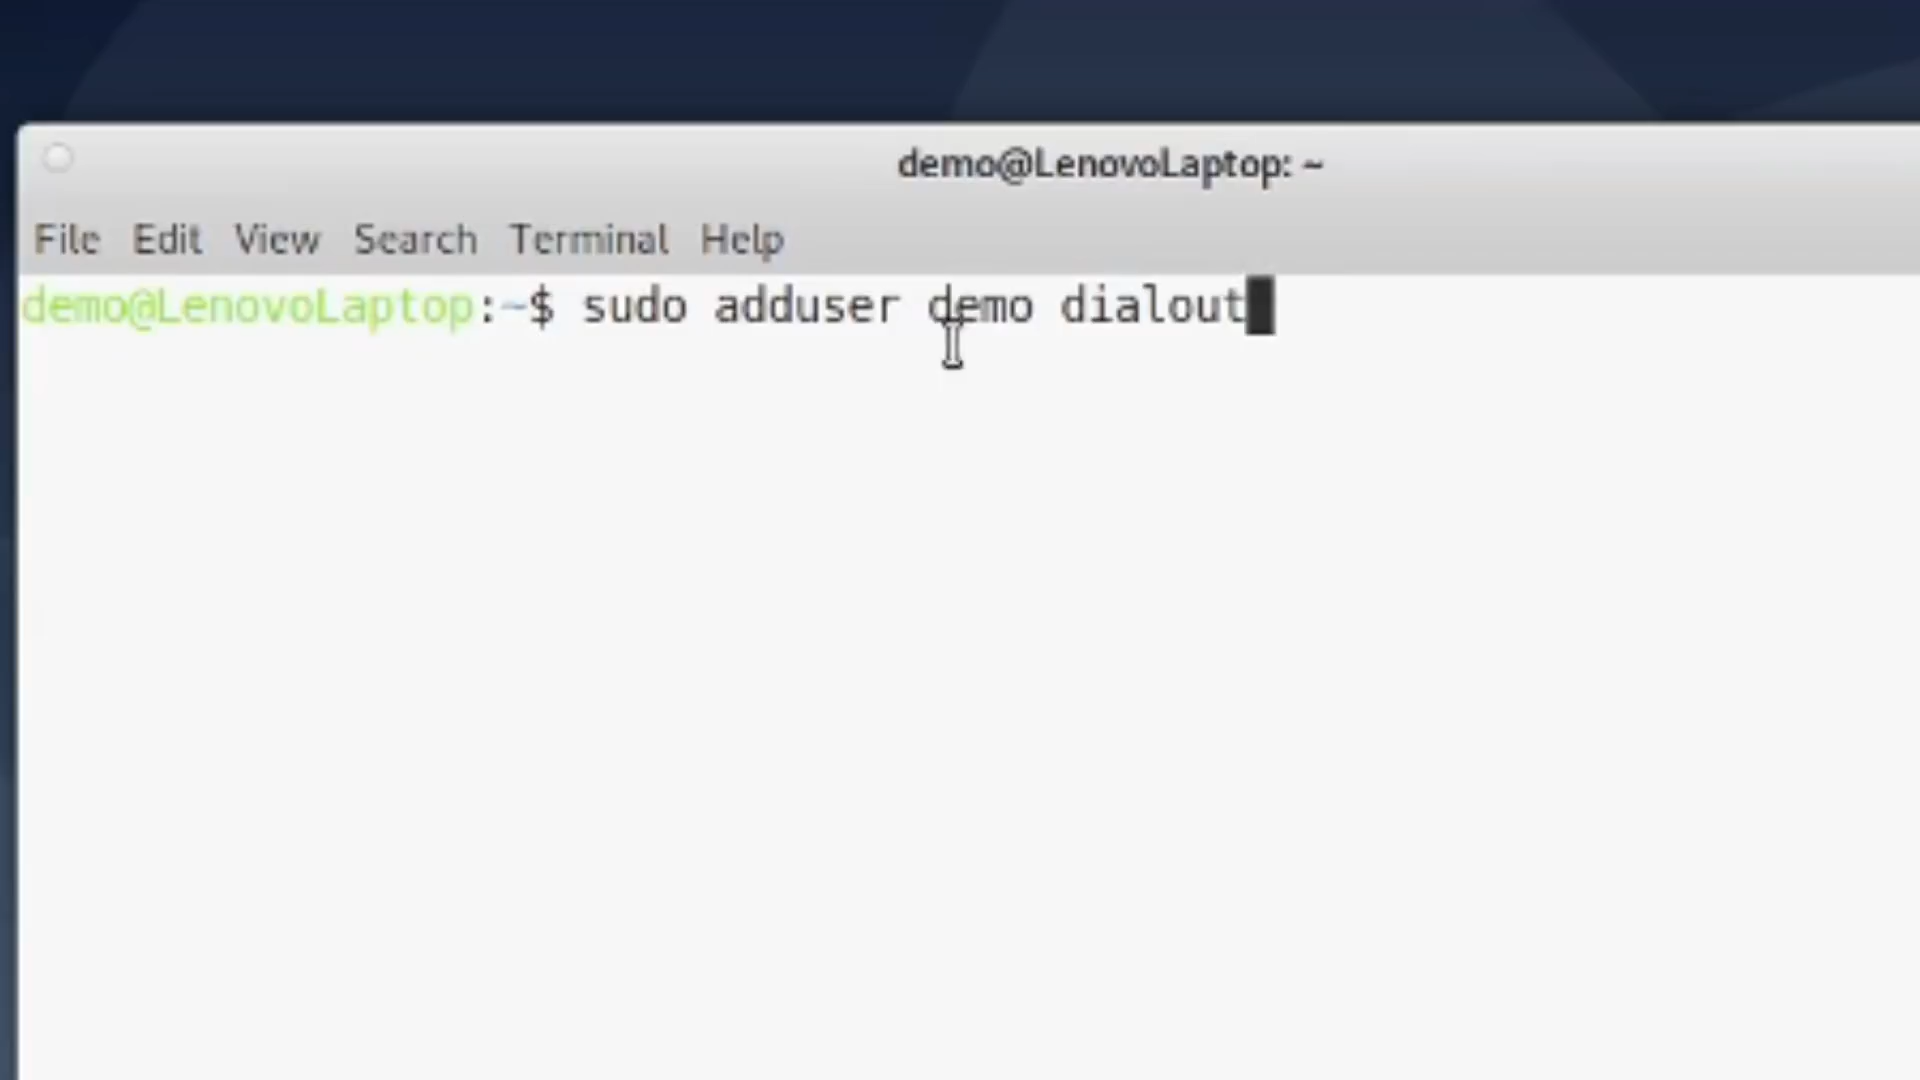 demo@LenovoLaptop: ~
File Edit View Search Terminal Help
demo@LenovoLaptop:~$ sudo adduser demo dialout